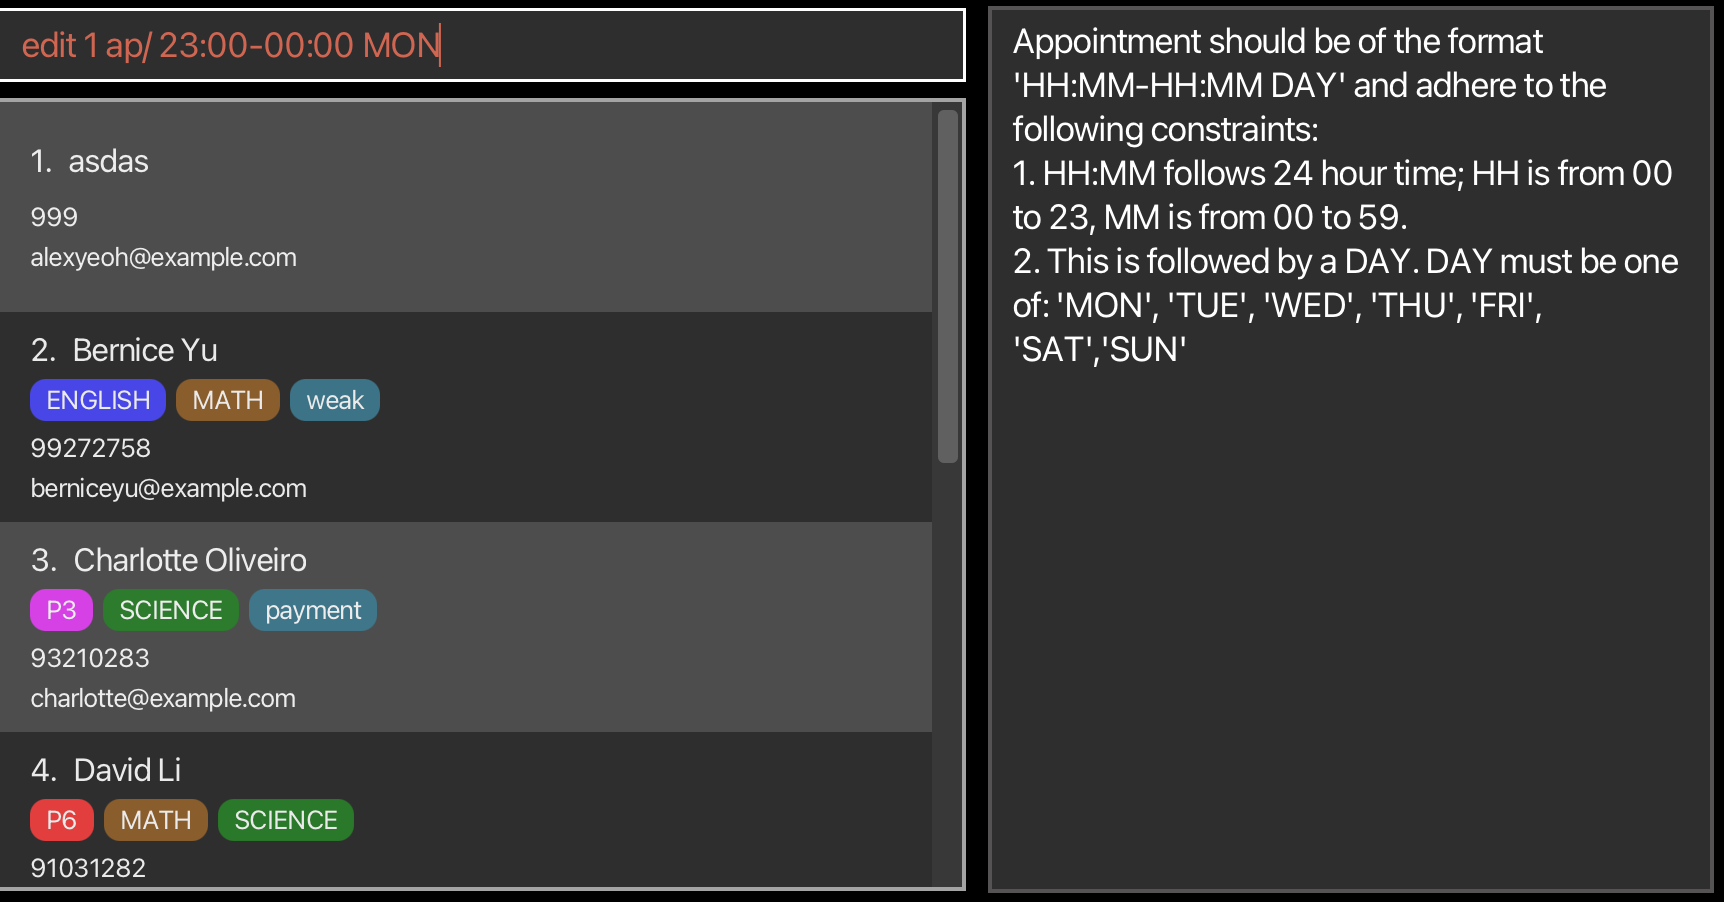 edit 1 ap/ 23:00-00:00 MON
1. asdas
999
alexyeoh@example.com
2. Bernice Yu
ENGLISH MATH weak
99272758
berniceyu@example.com
3. Charlotte Oliveiro
P3 SCIENCE payment
93210283
charlotte@example.com
4. David Li
P6 MATH SCIENCE
91031282
Appointment should be of the format
'HH:MM-HH:MM DAY' and adhere to the
following constraints:
1. HH:MM follows 24 hour time; HH is from 00
to 23, MM is from 00 to 59.
2. This is followed by a DAY. DAY must be one
of: 'MON', 'TUE', 'WED', 'THU', 'FRI',
'SAT','SUN'